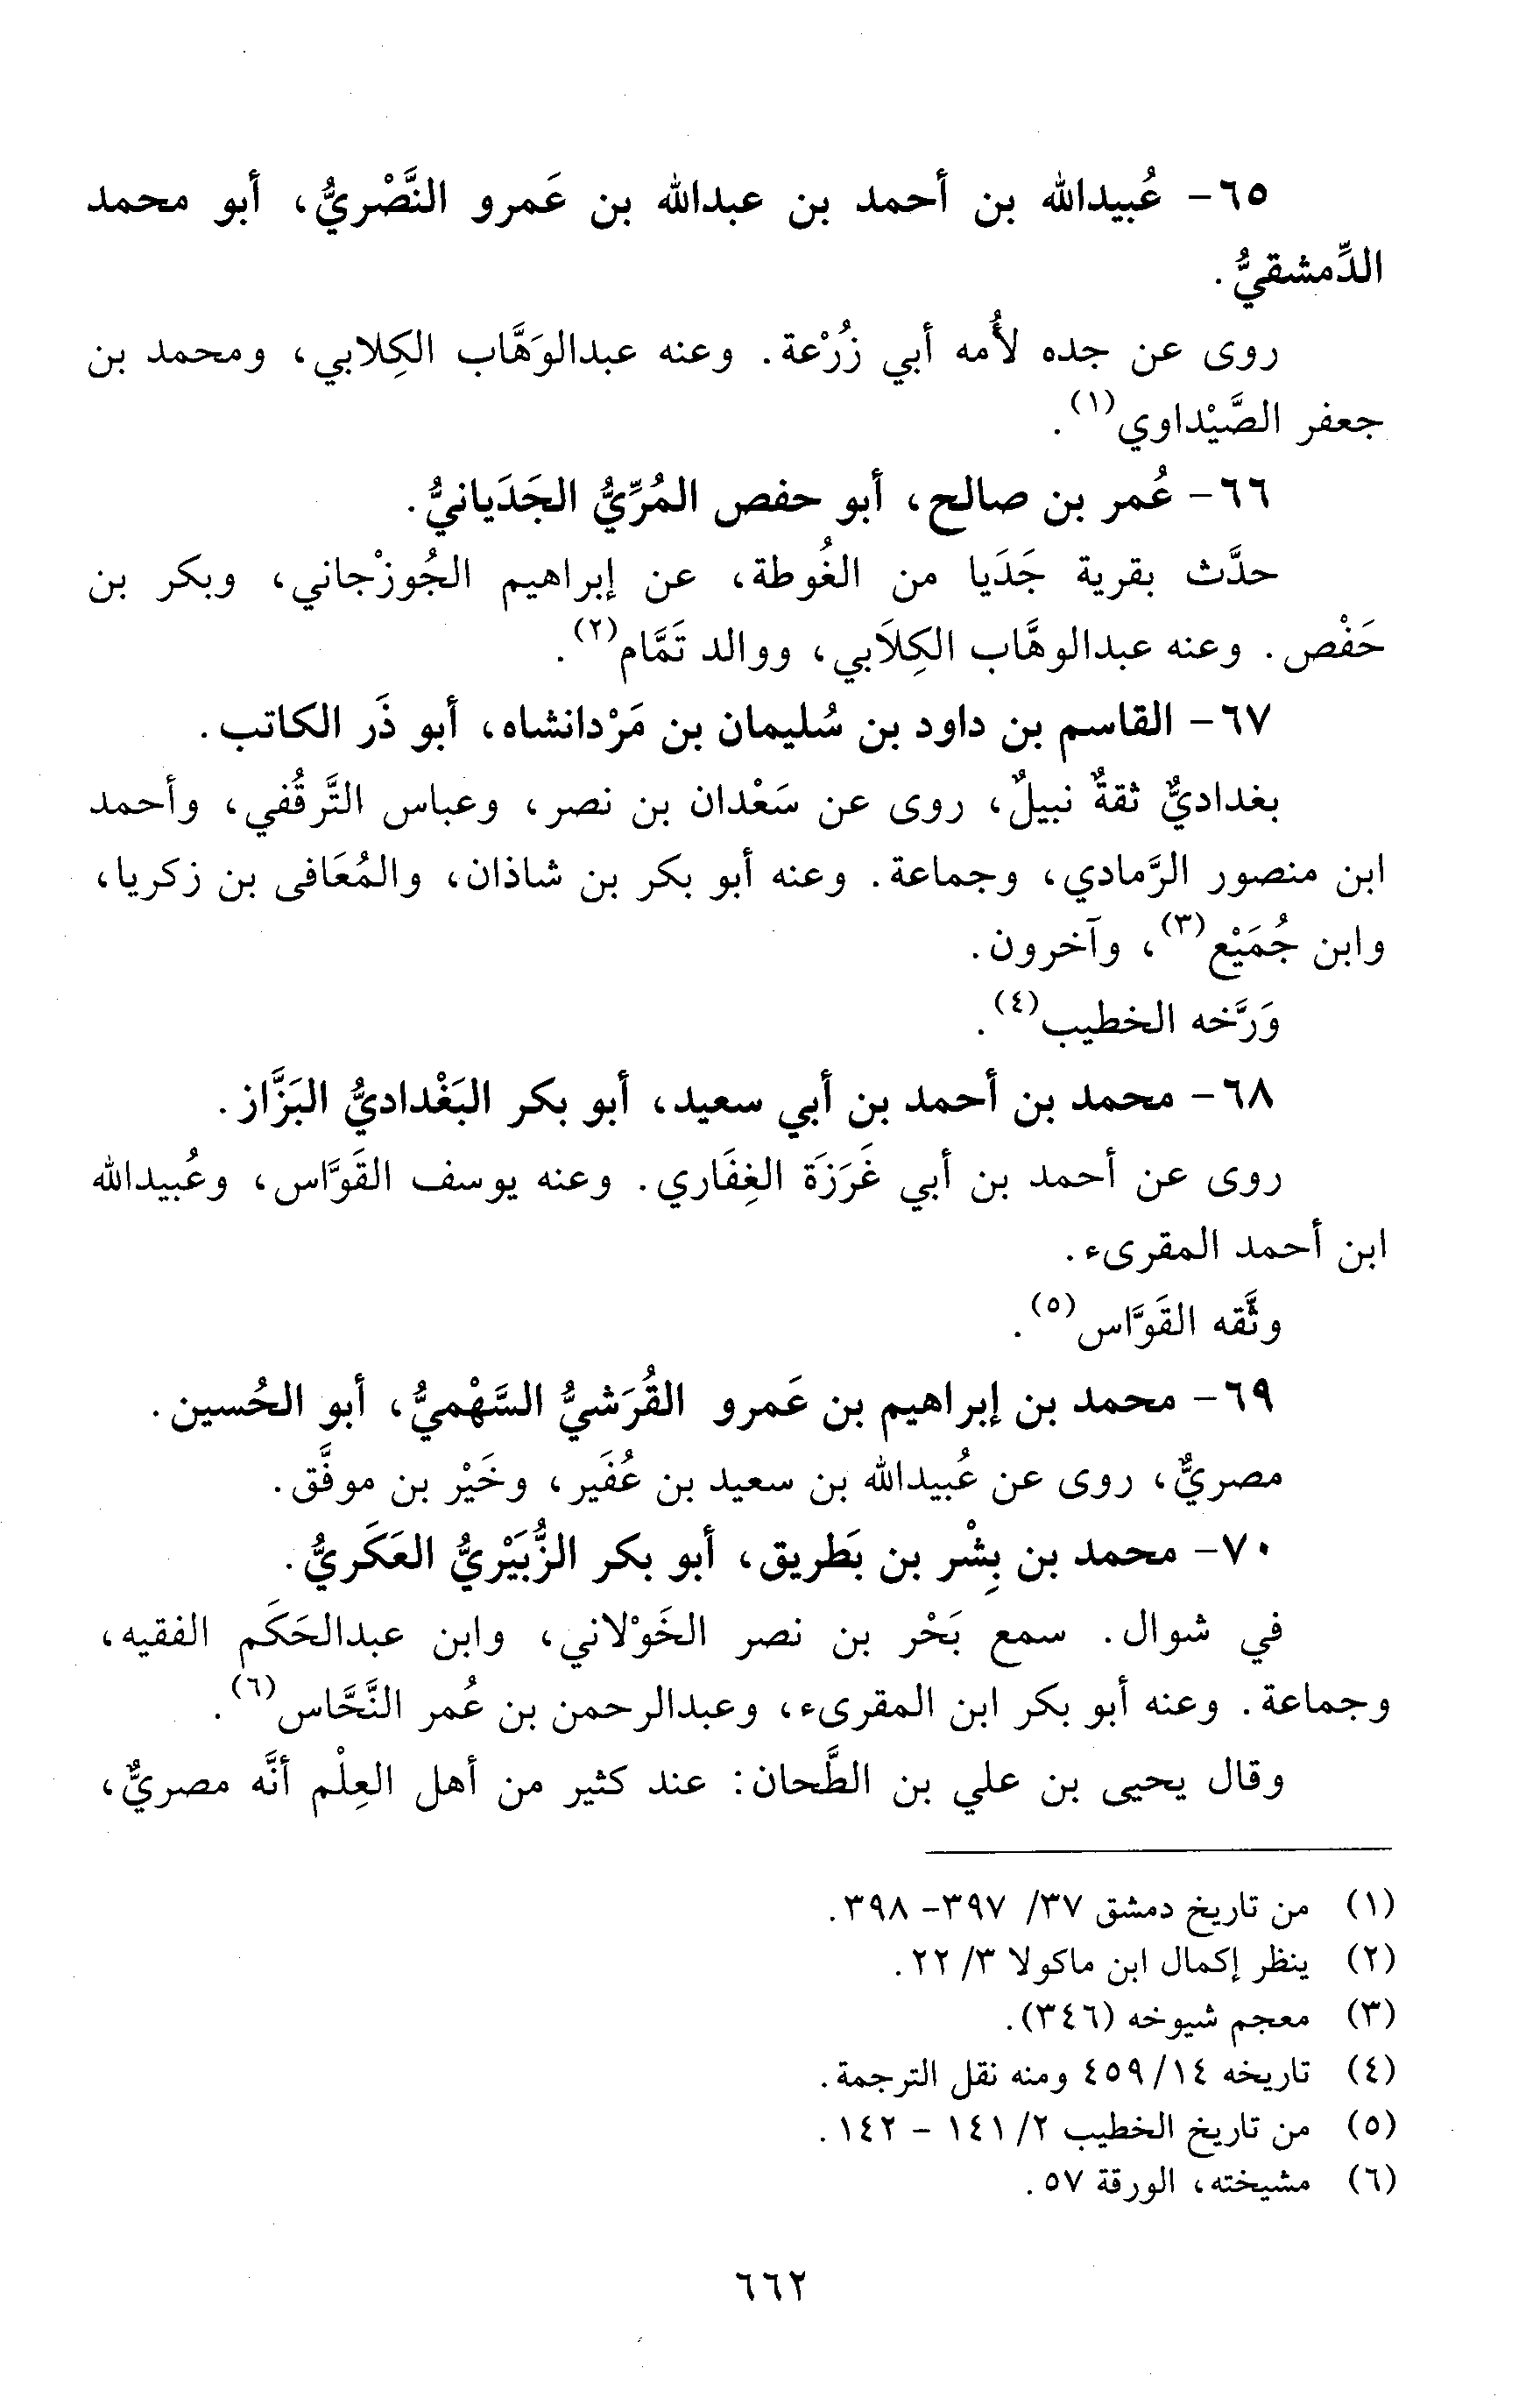 ٦٥- عُبيدالله بن أحمد بن عبدالله بن عَمرو النَّصْريُّ، أبو محمد
الدِّمشقيُّ.
روى عن جده لأُمه أبي زُرْعة. وعنه عبدالوَهَّاب الكِلابي، ومحمد بن
جعفر الصَّيْداوي(١).
٦٦- عُمر بن صالح، أبو حفص المُرِّيُّ الجَدَيانيُّ.
حدَّث بقرية جَدَيا من الغُوطة، عن إبراهيم الجُوزْجاني، وبكر بن
حَفْص. وعنه عبدالوهَّاب الكِلَابي، ووالد تَمَّام(٢).
٦٧- القاسم بن داود بن سُليمان بن مَرْدانشاه، أبو ذَر الكاتب.
بغداديٌّ ثقةٌ نبيلٌ، روى عن سَعْدان بن نصر، وعباس التَّرقُفي، وأحمد
ابن منصور الرَّمادي، وجماعة. وعنه أبو بكر بن شاذان، والمُعَافى بن زكريا،
وابن جُمَيْع(٣)، وآخرون.
وَرَّخه الخطيب(٤).
٦٨- محمد بن أحمد بن أبي سعيد، أبو بكر البَغْداديُّ البَزَّاز.
روى عن أحمد بن أبي غَرَزَة الغِفَاري. وعنه يوسف القَوَّاس، وعُبيدالله
ابن أحمد المقرىء.
وثَّقه القَوَّاس(٥).
٦٩- محمد بن إبراهيم بن عَمرو القُرَشيُّ السَّهْميُّ، أبو الحُسين.
مصريٌّ، روى عن عُبيدالله بن سعيد بن عُفَير، وخَيْر بن موفَّق.
٧٠- محمد بن بِشْر بن بَطريق، أبو بكر الزُّبَيْريُّ العَكَريُّ.
في شوال. سمع بَحْر بن نصر الخَوْلاني، وابن عبدالحَكَم الفقيه،
وجماعة. وعنه أبو بكر ابن المقرىء، وعبدالرحمن بن عُمر النَّحَّاس(٦).
وقال يحيى بن علي بن الطَّحان: عند كثير من أهل العِلْم أنَّه مصريٌّ،
(١) من تاريخ دمشق ٣٧/ ٣٩٧- ٣٩٨.
(٢) ينظر إكمال ابن ماكولا ٣/ ٢٢.
(٣) معجم شيوخه (٣٤٦).
(٤) تاريخه ١٤/ ٤٥٩ ومنه نقل الترجمة.
(٥) من تاريخ الخطيب ٢/ ١٤١ - ١٤٢.
(٦) مشيخته، الورقة ٥٧.
٦٦٢